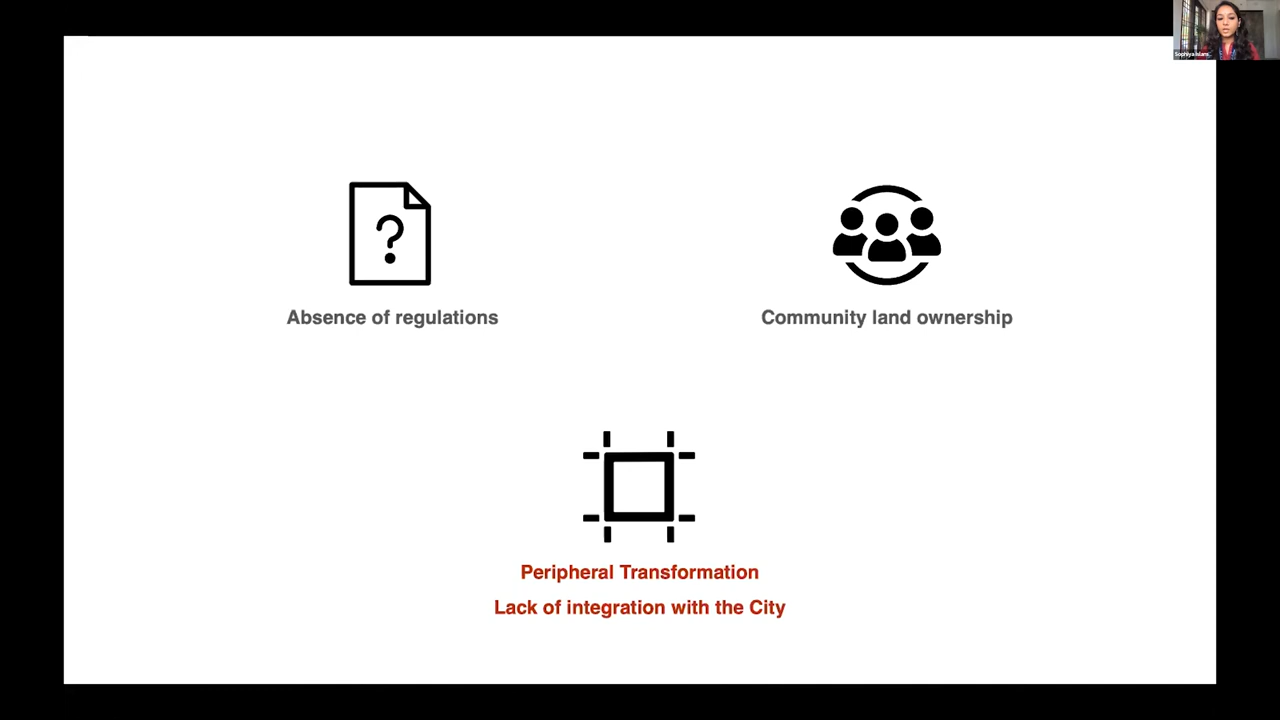 Absence of regulations
Community land ownership
Peripheral Transformation
Lack of integration with the City